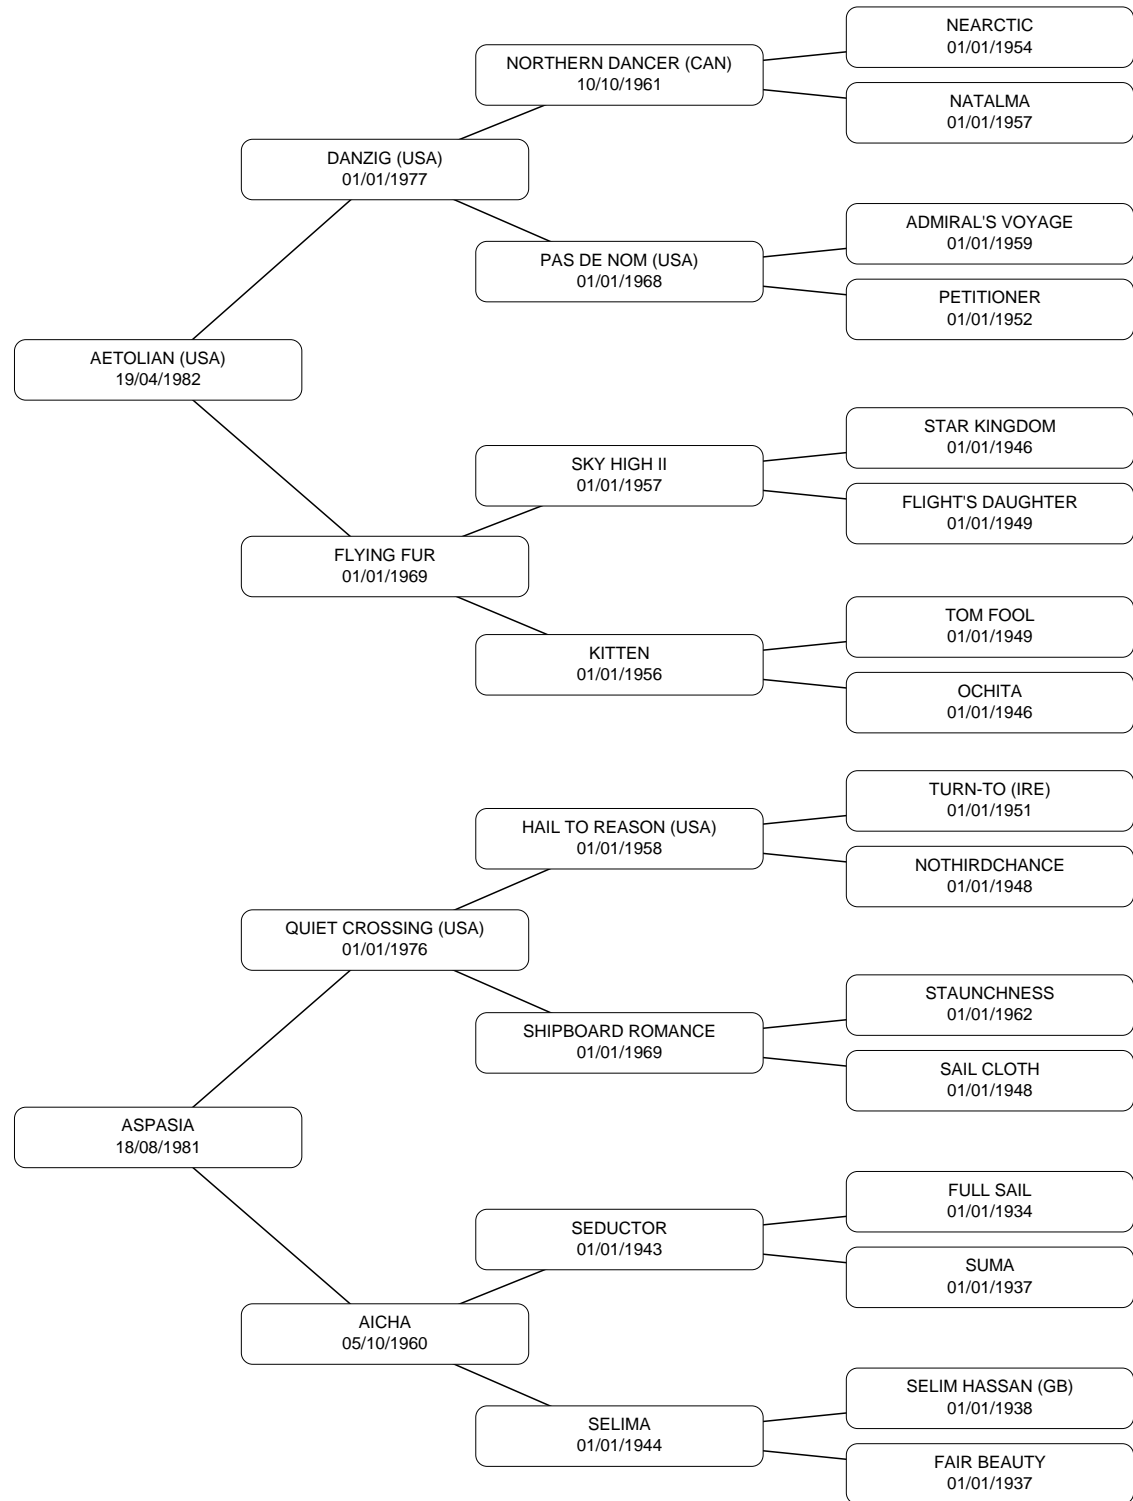 NEARCTIC
01/01/1954
NORTHERN DANCER (CAN)
10/10/1961
NATALMA
01/01/1957
DANZIG (USA)
01/01/1977
ADMIRAL'S VOYAGE
01/01/1959
PAS DE NOM (USA)
01/01/1968
PETITIONER
01/01/1952
AETOLIAN (USA)
19/04/1982
STAR KINGDOM
01/01/1946
SKY HIGH II
01/01/1957
FLIGHT'S DAUGHTER
01/01/1949
FLYING FUR
01/01/1969
TOM FOOL
01/01/1949
KITTEN
01/01/1956
OCHITA
01/01/1946
TURN-TO (IRE)
01/01/1951
HAIL TO REASON (USA)
01/01/1958
NOTHIRDCHANCE
01/01/1948
QUIET CROSSING (USA)
01/01/1976
STAUNCHNESS
01/01/1962
SHIPBOARD ROMANCE
01/01/1969
SAIL CLOTH
01/01/1948
ASPASIA
18/08/1981
FULL SAIL
01/01/1934
SEDUCTOR
01/01/1943
SUMA
01/01/1937
AICHA
05/10/1960
SELIM HASSAN (GB)
01/01/1938
SELIMA
01/01/1944
FAIR BEAUTY
01/01/1937